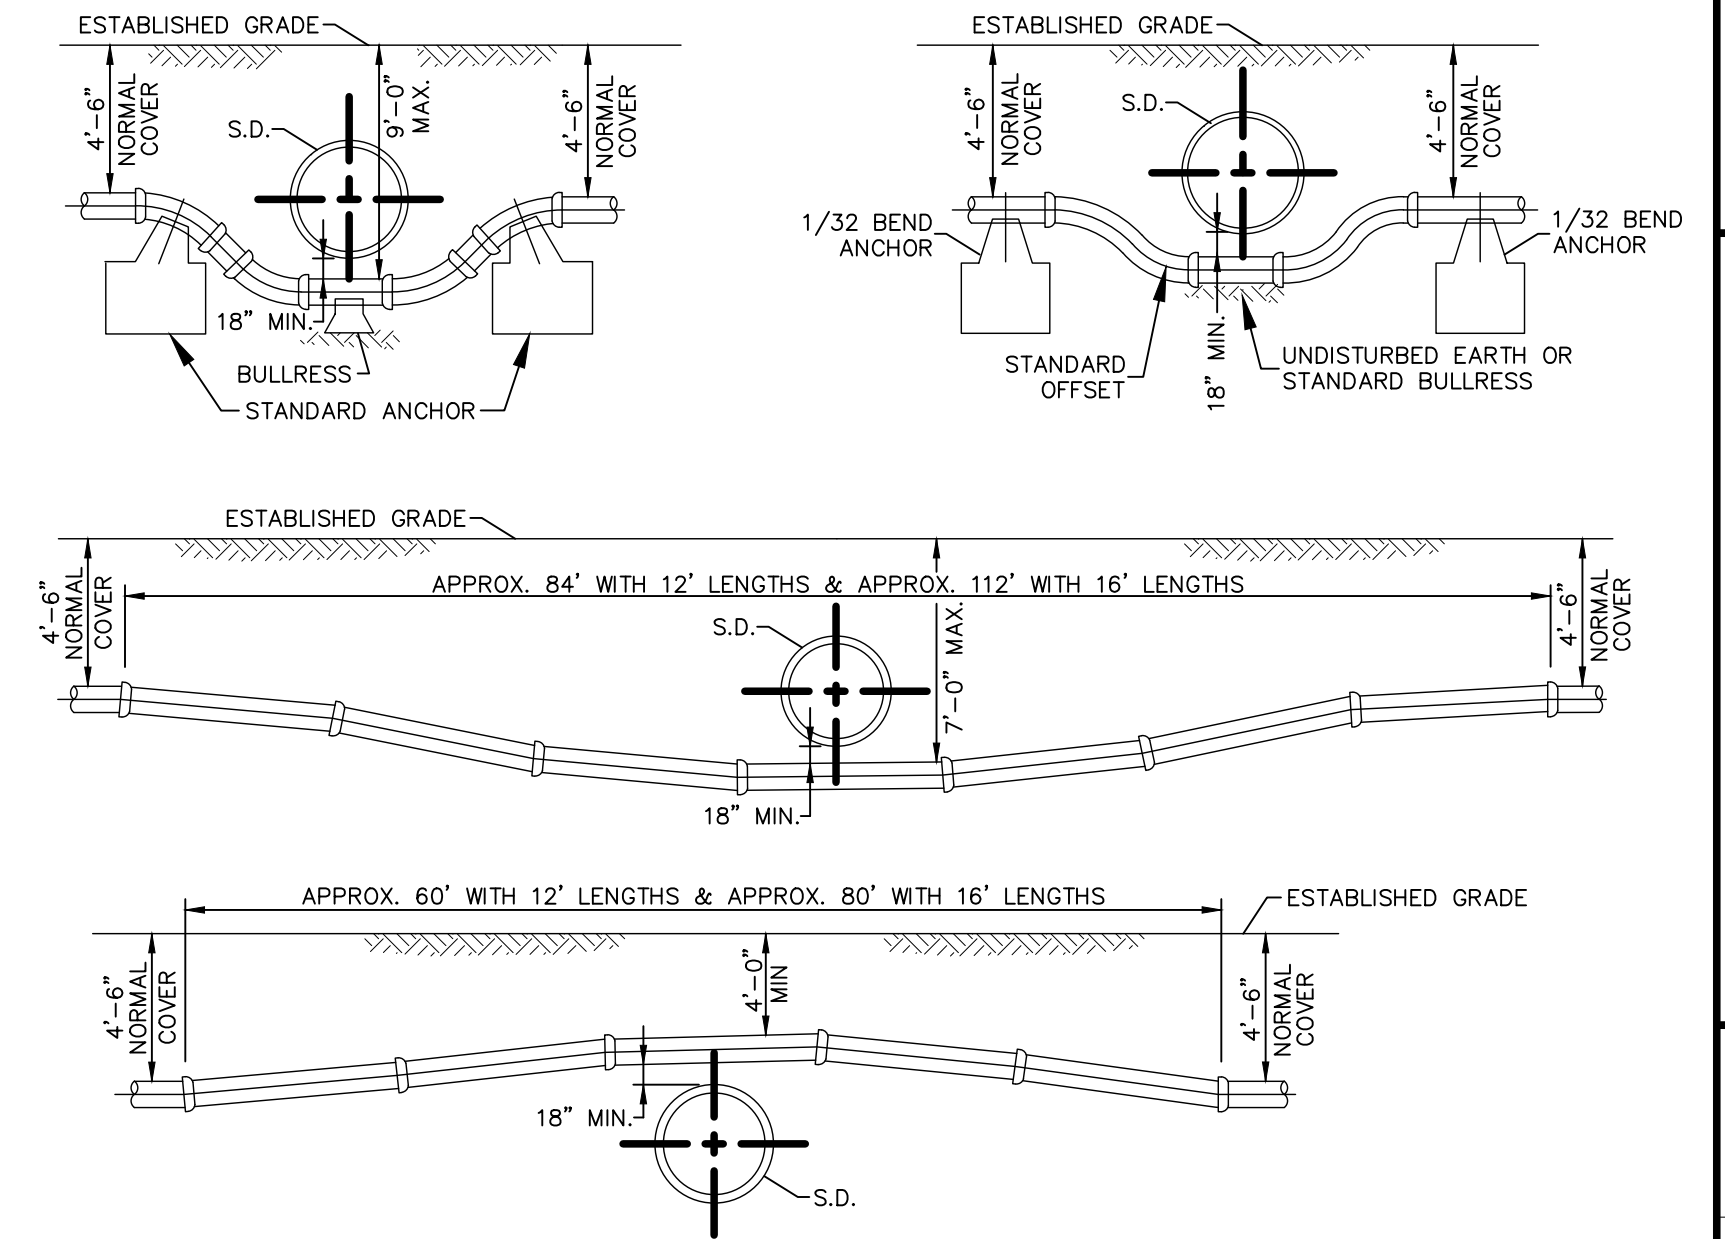 ESTABLISHED GRADE
4'-6"
NORMAL
COVER
S.D.
9'-0"
MAX.
4'-6"
NORMAL
COVER
18" MIN.
BULLRESS
STANDARD ANCHOR
ESTABLISHED GRADE
4'-6"
NORMAL
COVER
S.D.
4'-6"
NORMAL
COVER
1/32 BEND
ANCHOR
1/32 BEND
ANCHOR
STANDARD
OFFSET
18" MIN.
UNDISTURBED EARTH OR
STANDARD BULLRESS
ESTABLISHED GRADE
4'-6"
NORMAL
COVER
APPROX. 84' WITH 12' LENGTHS & APPROX. 112' WITH 16' LENGTHS
S.D.
7'-0" MAX.
4'-6"
NORMAL
COVER
18" MIN.
APPROX. 60' WITH 12' LENGTHS & APPROX. 80' WITH 16' LENGTHS
ESTABLISHED GRADE
4'-6"
NORMAL
COVER
4'-0"
MIN
4'-6"
NORMAL
COVER
18" MIN.
S.D.